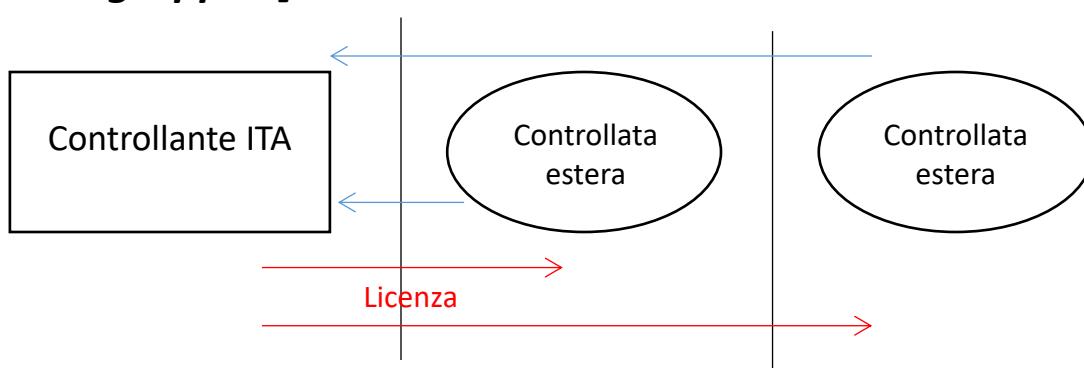 Controllante ITA
Controllata
estera
Controllata
estera
Licenza